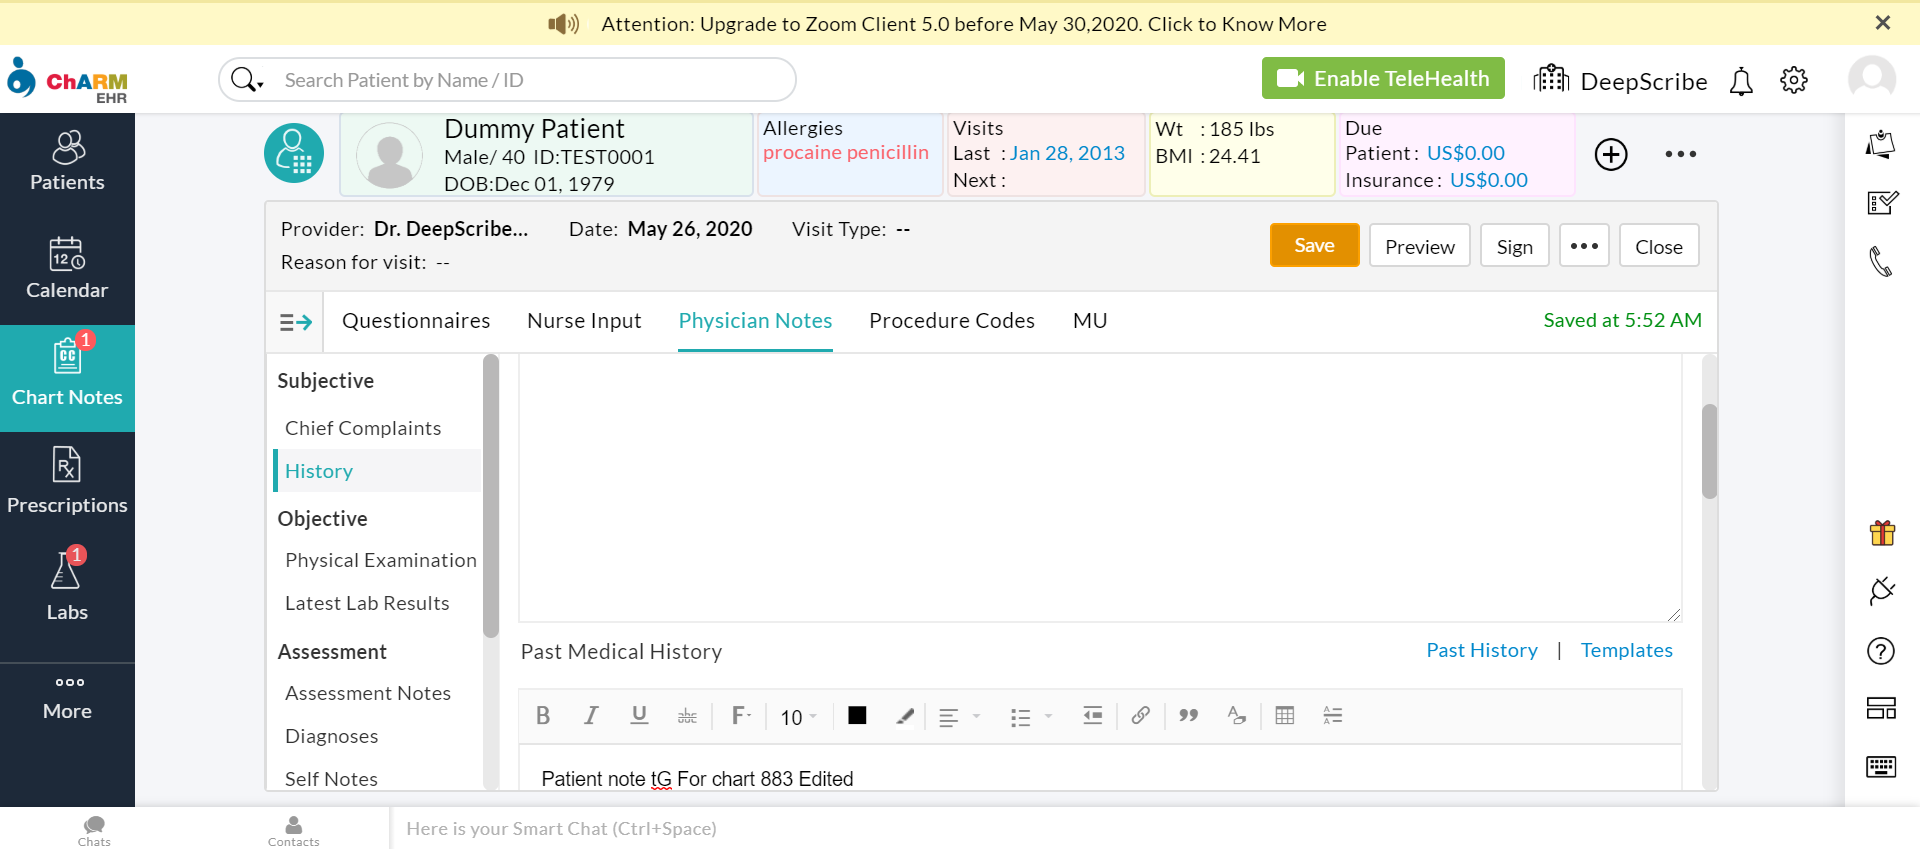 Attention: Upgrade to Zoom Client 5.0 before May 30,2020. Click to Know More
ChARM
EHR
Search Patient by Name / ID
Enable TeleHealth
DeepScribe
Patients
12
Calendar
CC
1
Chart Notes
Rx
Prescriptions
1
Labs
More
Dummy Patient
Male/ 40 ID:TEST0001
DOB:Dec 01, 1979
Allergies
procaine penicillin
Visits
Last : Jan 28, 2013
Next :
Wt : 185 lbs
BMI : 24.41
Due
Patient : US$0.00
Insurance : US$0.00
Provider: Dr. DeepScribe... Date: May 26, 2020 Visit Type: --
Reason for visit: --
Save
Preview
Sign
Close
Questionnaires
Nurse Input
Physician Notes
Procedure Codes
MU
Saved at 5:52 AM
Subjective
Chief Complaints
History
Objective
Physical Examination
Latest Lab Results
Assessment
Assessment Notes
Diagnoses
Self Notes
Past Medical History
Past History | Templates
B I U abc F 10
Patient note tG For chart 883 Edited
Chats
Contacts
Here is your Smart Chat (Ctrl+Space)